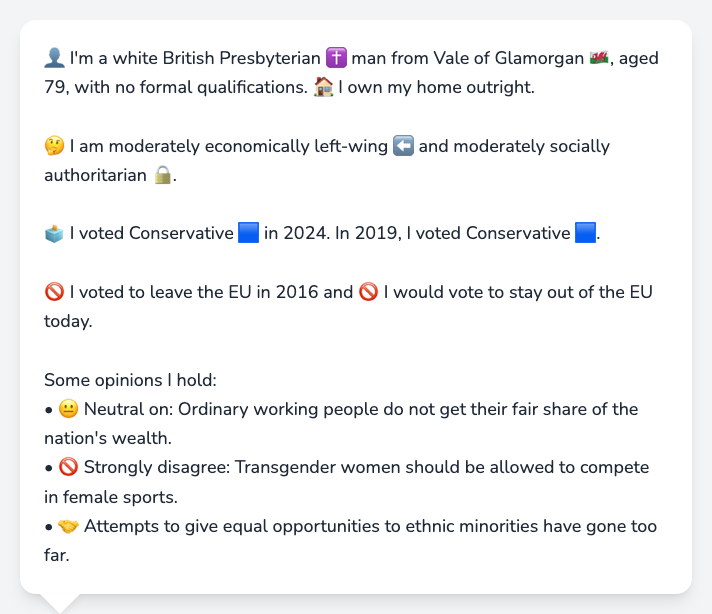 👤 I'm a white British Presbyterian ✝️ man from Vale of Glamorgan 🏴󠁧󠁢󠁷󠁬󠁳󠁿, aged
79, with no formal qualifications. 🏠 I own my home outright.
🤔 I am moderately economically left-wing ⬅️ and moderately socially
authoritarian 🔒.
🗳️ I voted Conservative 🟦 in 2024. In 2019, I voted Conservative 🟦.
🚫 I voted to leave the EU in 2016 and 🚫 I would vote to stay out of the EU
today.
Some opinions I hold:
• 😐 Neutral on: Ordinary working people do not get their fair share of the
nation's wealth.
• 🚫 Strongly disagree: Transgender women should be allowed to compete
in female sports.
• 🤝 Attempts to give equal opportunities to ethnic minorities have gone too
far.